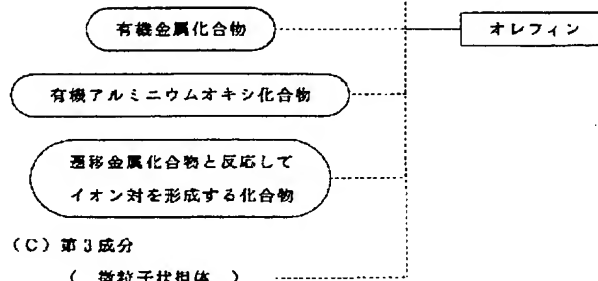 有機金属化合物
オレフィン
有機アルミニウムオキシ化合物
遷移金属化合物と反応して
イオン対を形成する化合物
(C) 第3成分
( 微粒子状担体 )